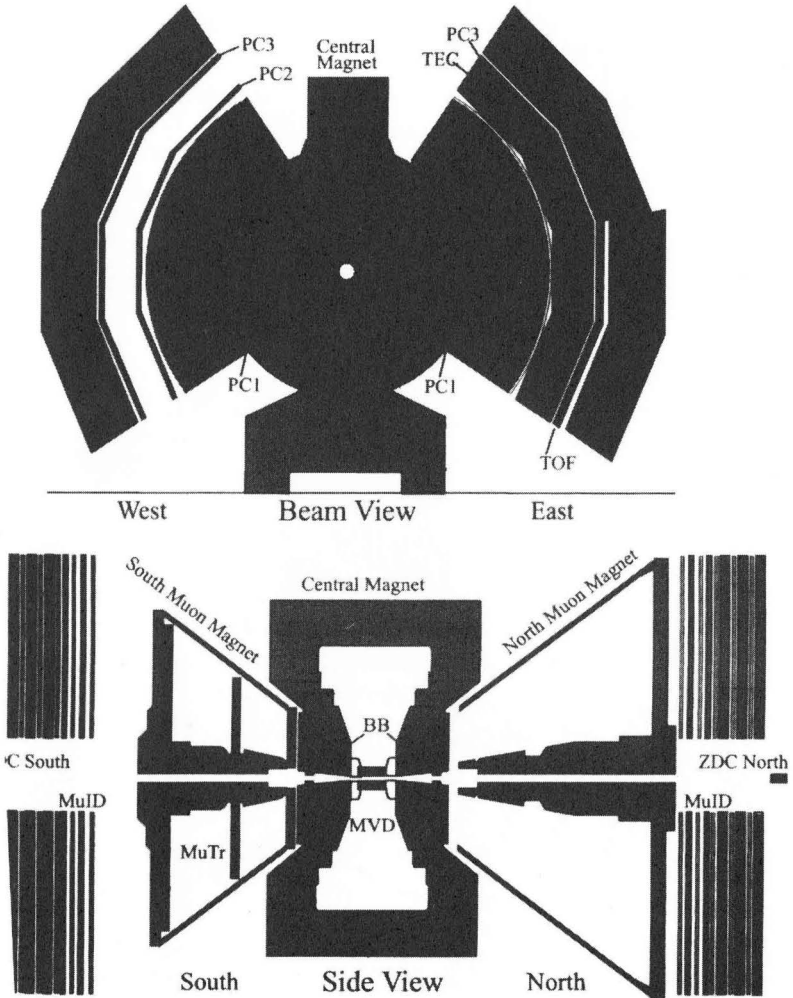 PC3
PC2
Central
Magnet
PC3
TEC
PC1
PC1
TOF
West
Beam View
East
South Muon Magnet
Central Magnet
North Muon Magnet
BB
C South
ZDC North
MuID
MuID
MVD
MuTr
South
Side View
North